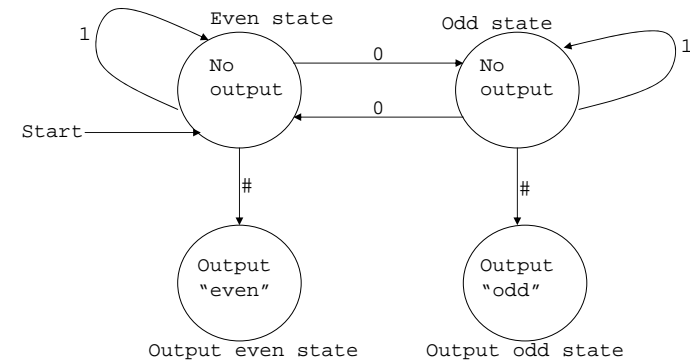 Even state
Odd state
1
No
output
0
No
output
1
0
Start
#
#
Output
“even”
Output
“odd”
Output even state
Output odd state